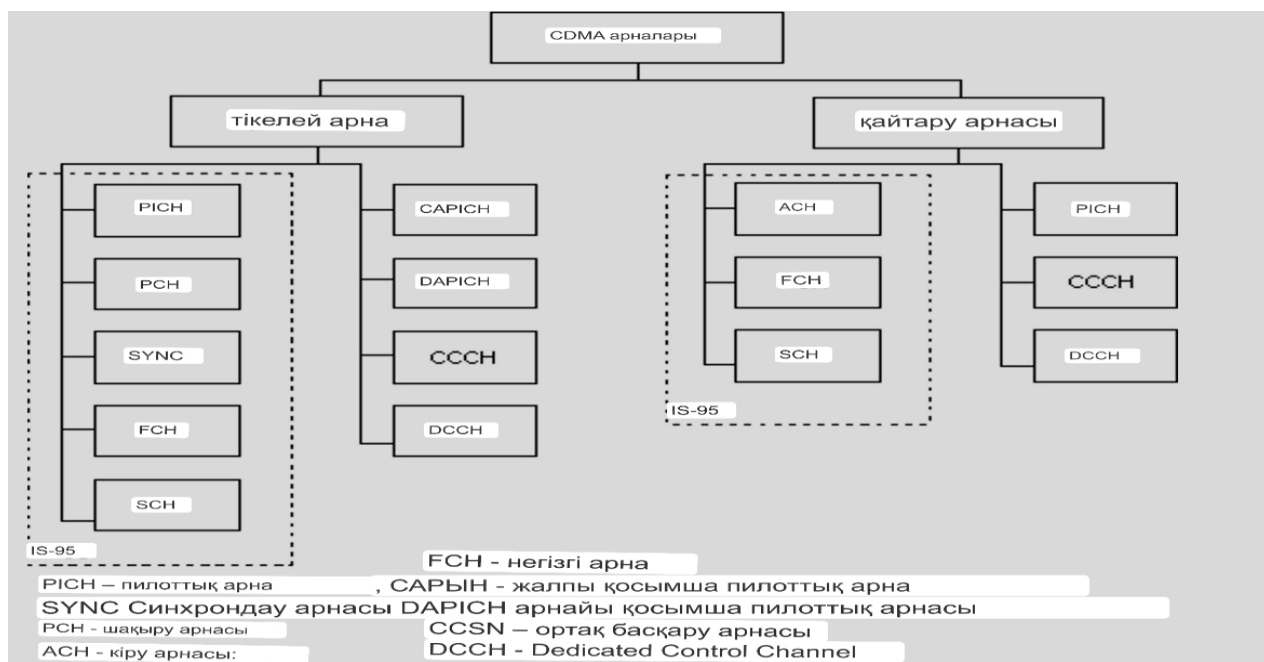 CDMA арналары
тікелей арна
қайтару арнасы
PICH
PCH
SYNC
FCH
SCH
IS-95
CAPICH
DAPICH
CCCH
DCCH
ACH
FCH
SCH
IS-95
PICH
CCCH
DCCH
FCH - негізгі арна
PICH – пилоттық арна , САРЫН - жалпы қосымша пилоттық арна
SYNC Синхрондау арнасы DAPICH арнайы қосымша пилоттық арнасы
PCH - шақыру арнасы CCSN – ортақ басқару арнасы
ACH - кіру арнасы: DCCH - Dedicated Control Channel